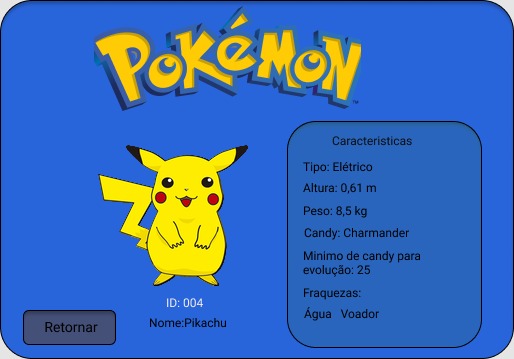 POKéMON
TM
Caracteristicas
Tipo: Elétrico
Altura: 0,61 m
Peso: 8,5 kg
Candy: Charmander
Minimo de candy para
evolução: 25
Fraquezas:
Água Voador
ID: 004
Nome:Pikachu
Retornar